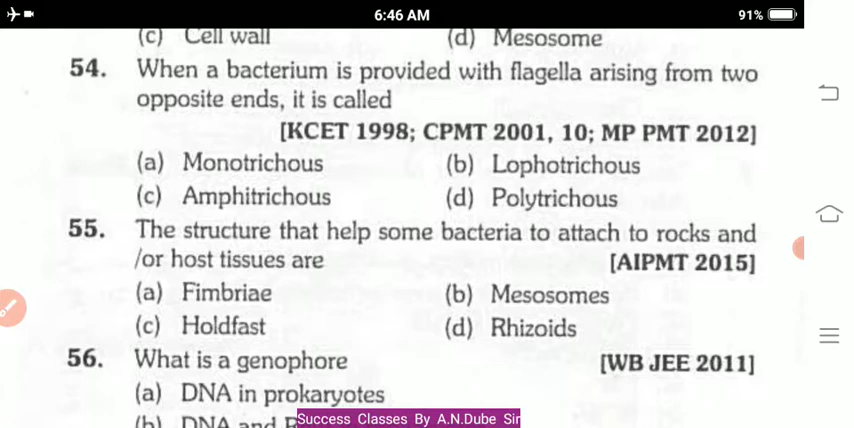 6:46 AM
91%
(c) Cell wall (d) Mesosome
54. When a bacterium is provided with flagella arising from two
opposite ends, it is called
[KCET 1998; CPMT 2001, 10; MP PMT 2012]
(a) Monotrichous (b) Lophotrichous
(c) Amphitrichous (d) Polytrichous
55. The structure that help some bacteria to attach to rocks and
/or host tissues are [AIPMT 2015]
(a) Fimbriae (b) Mesosomes
(c) Holdfast (d) Rhizoids
56. What is a genophore [WB JEE 2011]
(a) DNA in prokaryotes
(b) DNA and
Success Classes By A.N.Dube Sir